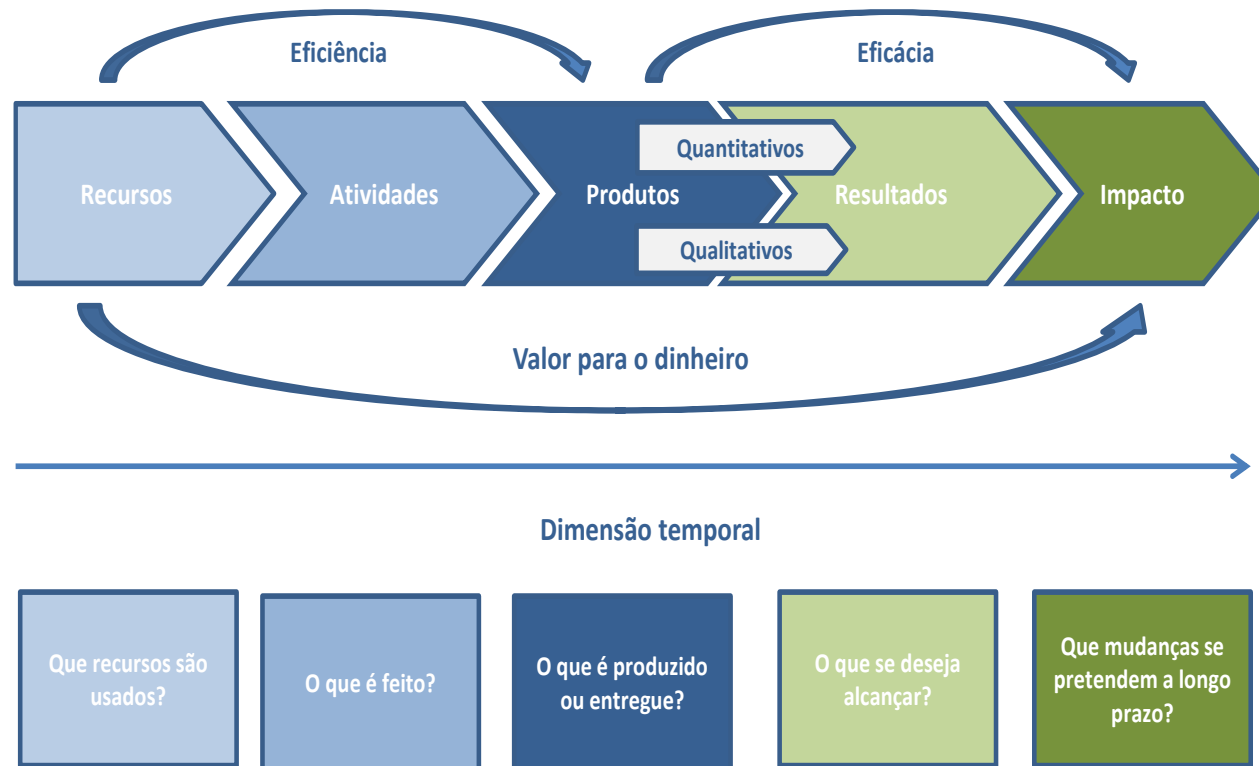 Eficiência
Eficácia
Quantitativos
Recursos
Atividades
Produtos
Resultados
Impacto
Qualitativos
Valor para o dinheiro
Dimensão temporal
Que recursos são
usados?
O que é feito?
O que é produzido
ou entregue?
O que se deseja
alcançar?
Que mudanças se
pretendem a longo
prazo?